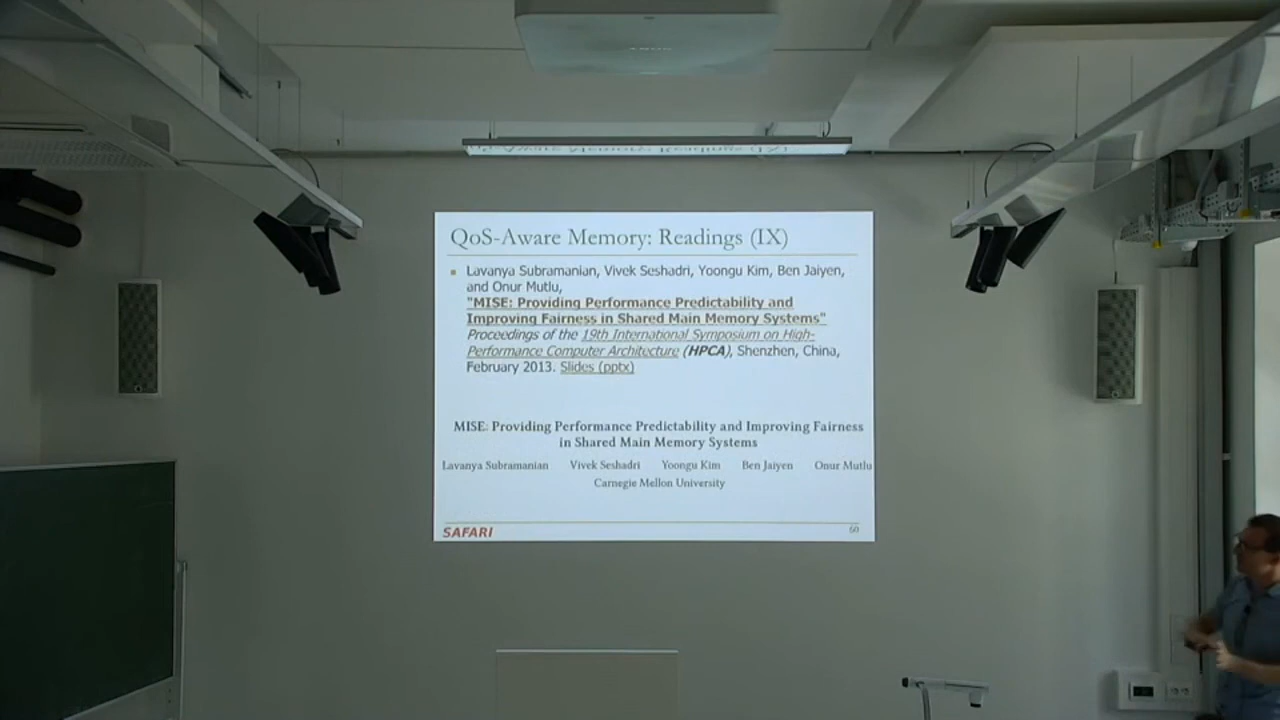 QoS-Aware Memory: Readings (IX)
Lavanya Subramanian, Vivek Seshadri, Yoongu Kim, Ben Jaiyen,
and Onur Mutlu,
"MISE: Providing Performance Predictability and
Improving Fairness in Shared Main Memory Systems"
Proceedings of the 19th International Symposium on High-
Performance Computer Architecture (HPCA), Shenzhen, China,
February 2013. Slides (pptx)
MISE: Providing Performance Predictability and Improving Fairness
in Shared Main Memory Systems
Lavanya Subramanian Vivek Seshadri Yoongu Kim Ben Jaiyen Onur Mutlu
Carnegie Mellon University
SAFARI
60